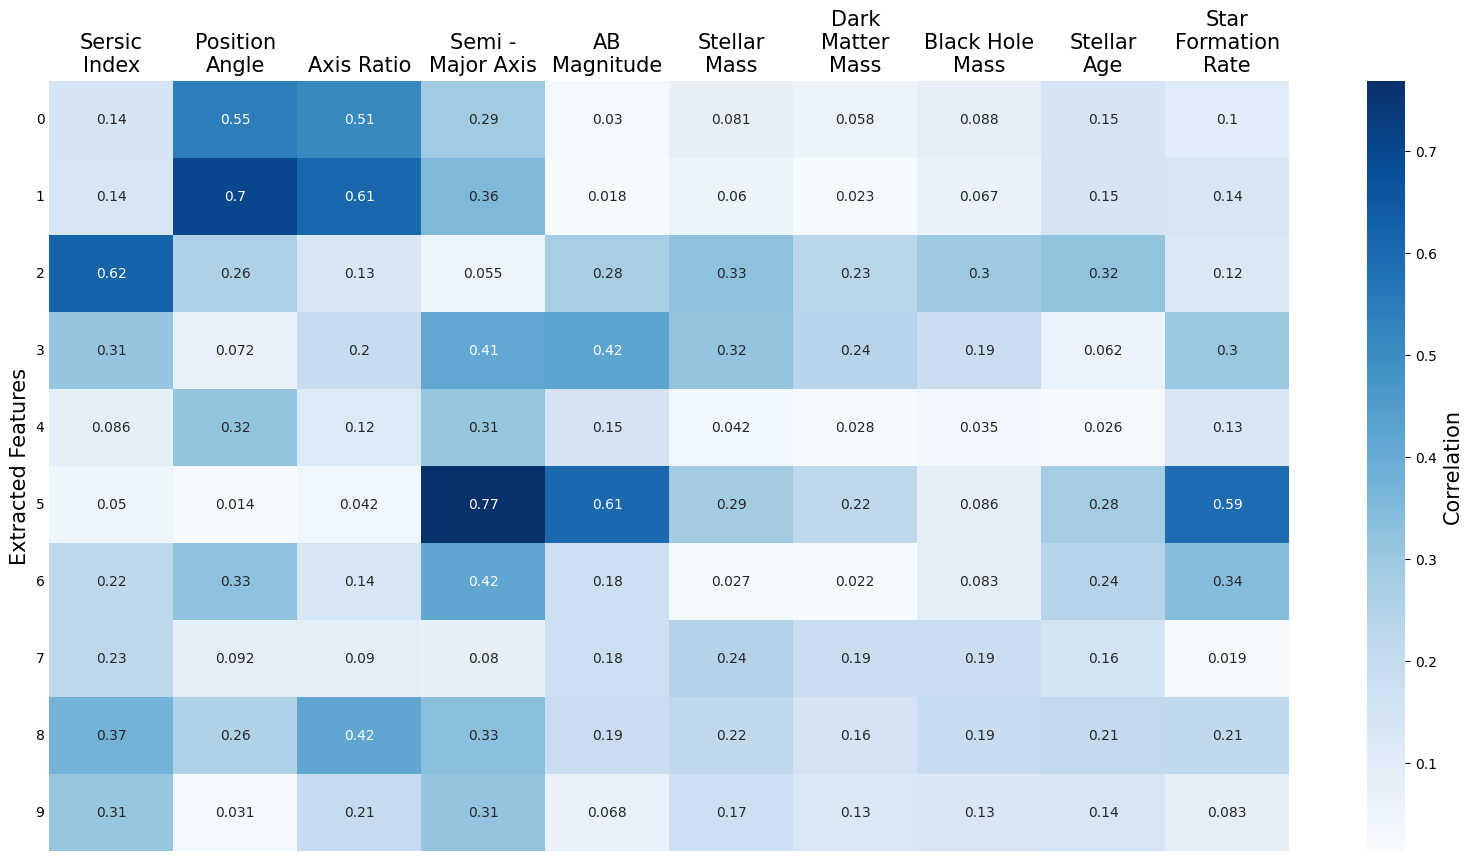 Dark
Star
Sersic Position Semi - AB Stellar Matter Black Hole Stellar Formation
Index Angle Axis Ratio Major Axis Magnitude Mass Mass Mass Age Rate
0 0.14 0.55 0.51 0.29 0.03 0.081 0.058 0.088 0.15 0.1
1 0.14 0.7 0.61 0.36 0.018 0.06 0.023 0.067 0.15 0.14
2 0.62 0.26 0.13 0.055 0.28 0.33 0.23 0.3 0.32 0.12
3 0.31 0.072 0.2 0.41 0.42 0.32 0.24 0.19 0.062 0.3
4 0.086 0.32 0.12 0.31 0.15 0.042 0.028 0.035 0.026 0.13
5 0.05 0.014 0.042 0.77 0.61 0.29 0.22 0.086 0.28 0.59
6 0.22 0.33 0.14 0.42 0.18 0.027 0.022 0.083 0.24 0.34
7 0.23 0.092 0.09 0.08 0.18 0.24 0.19 0.19 0.16 0.019
8 0.37 0.26 0.42 0.33 0.19 0.22 0.16 0.19 0.21 0.21
9 0.31 0.031 0.21 0.31 0.068 0.17 0.13 0.13 0.14 0.083
Extracted Features
0.7
0.6
0.5
0.4
0.3
0.2
0.1
Correlation